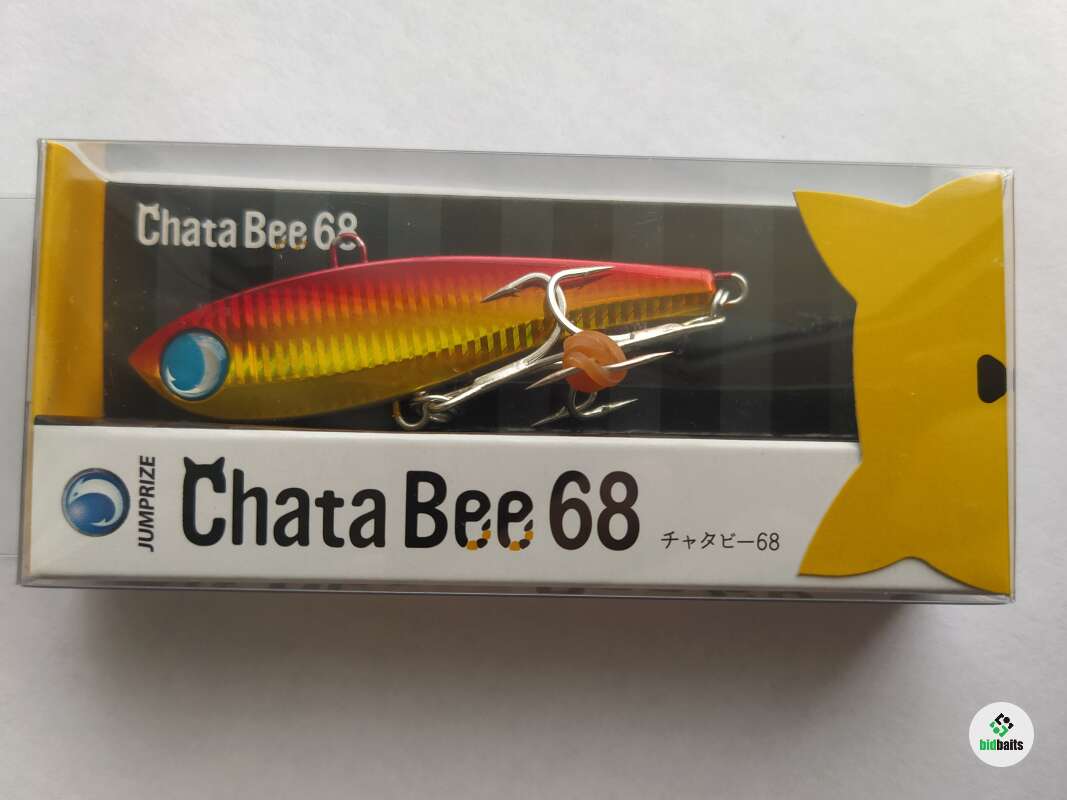 Chata Bee 68
JUMPRIZE
Chata Bee 68
チャタビー68
bidbaits